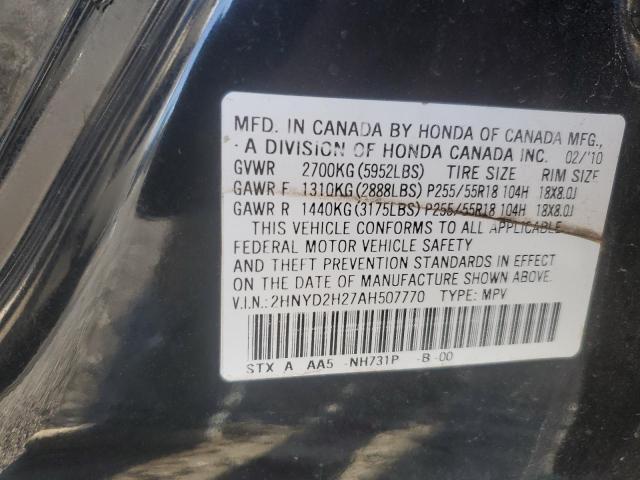 MFD. IN CANADA BY HONDA OF CANADA MFG.,
A DIVISION OF HONDA CANADA INC. 02/'10
GVWR 2700KG(5952LBS) TIRE SIZE RIM SIZE
GAWR F 1310KG(2888LBS) P255/55R18 104H 18X8.0J
GAWR R 1440KG(3175LBS) P255/55R18 104H 18X8.0J
THIS VEHICLE CONFORMS TO ALL APPLICABLE
FEDERAL MOTOR VEHICLE SAFETY
AND THEFT PREVENTION STANDARDS IN EFFECT
ON THE DATE OF MANUFACTURE SHOWN ABOVE.
V.I.N.:2HNYD2H27AH507770 TYPE: MPV
STX A AA5 -NH731P -B-00